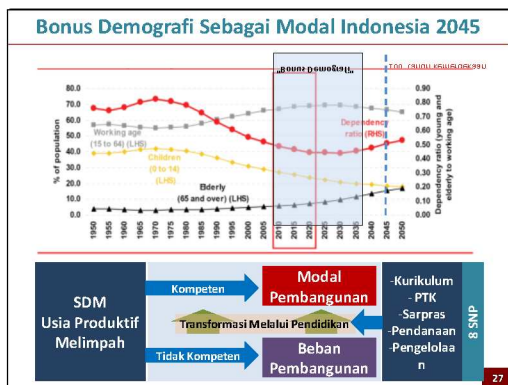 Bonus Demografi Sebagai Modal Indonesia 2045
"Bonus Demografi"
100 Tahun Kemerdekaan
% of population
80.0
70.0
60.0
50.0
40.0
30.0
20.0
10.0
0.0
Working age
(15 to 64) (LHS)
Children
(0 to 14)
(LHS)
Elderly
(65 and over) (LHS)
Dependency
ratio (RHS)
0.90
0.80
0.70
0.60
0.50
0.40
0.30
0.20
0.10
0.00
Dependency ratio (young and
elderly to working age)
1950 1955 1960 1965 1970 1975 1980 1985 1990 1995 2000 2005 2010 2015 2020 2025 2030 2035 2040 2045 2050
SDM
Usia Produktif
Melimpah
Kompeten
Modal
Pembangunan
Transformasi Melalui Pendidikan
Tidak Kompeten
Beban
Pembangunan
-Kurikulum
- PTK
-Sarpras
-Pendanaan
-Pengelolaa
n
8 SNP
27